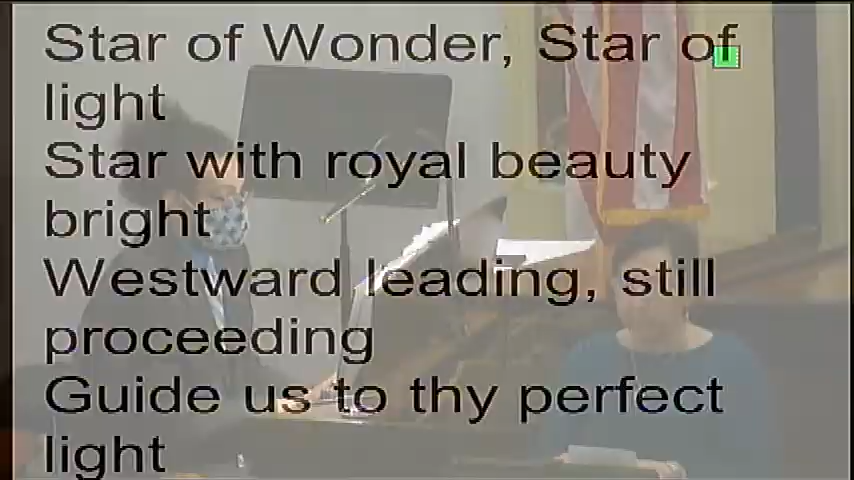 Star of Wonder, Star of
light
Star with royal beauty
bright
Westward leading, still
proceeding
Guide us to thy perfect
light